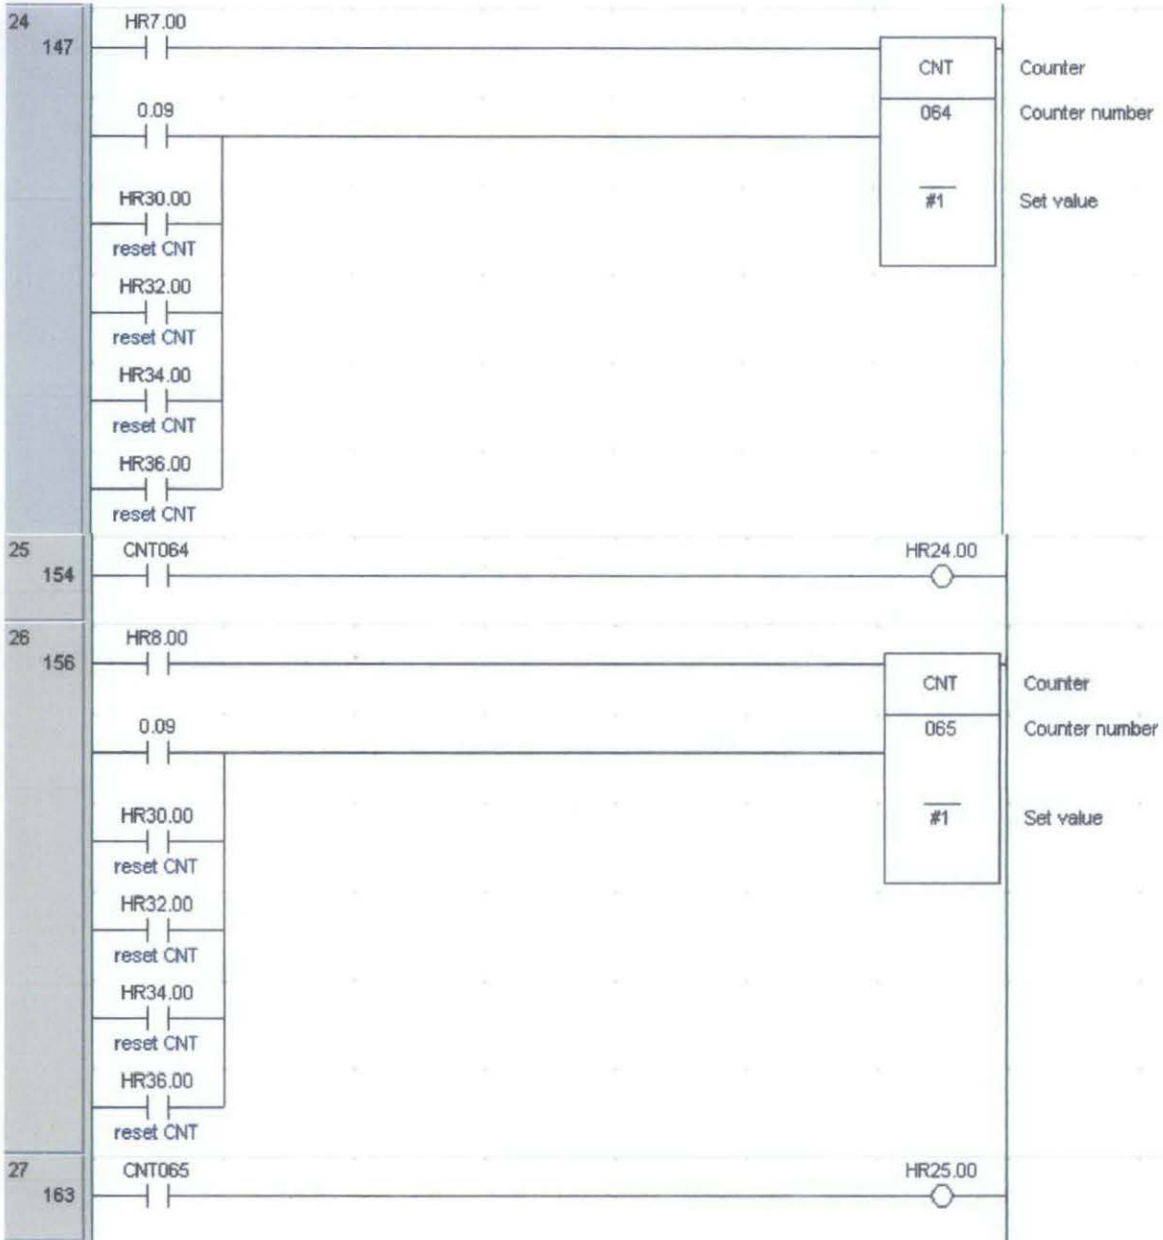 24
HR7.00
147
CNT
Counter
0.09
064
Counter number
HR30.00
#1
Set value
reset CNT
HR32.00
reset CNT
HR34.00
reset CNT
HR36.00
reset CNT
25
CNT064
HR24.00
154
26
HR8.00
156
CNT
Counter
0.09
065
Counter number
HR30.00
#1
Set value
reset CNT
HR32.00
reset CNT
HR34.00
reset CNT
HR36.00
reset CNT
27
CNT065
HR25.00
163